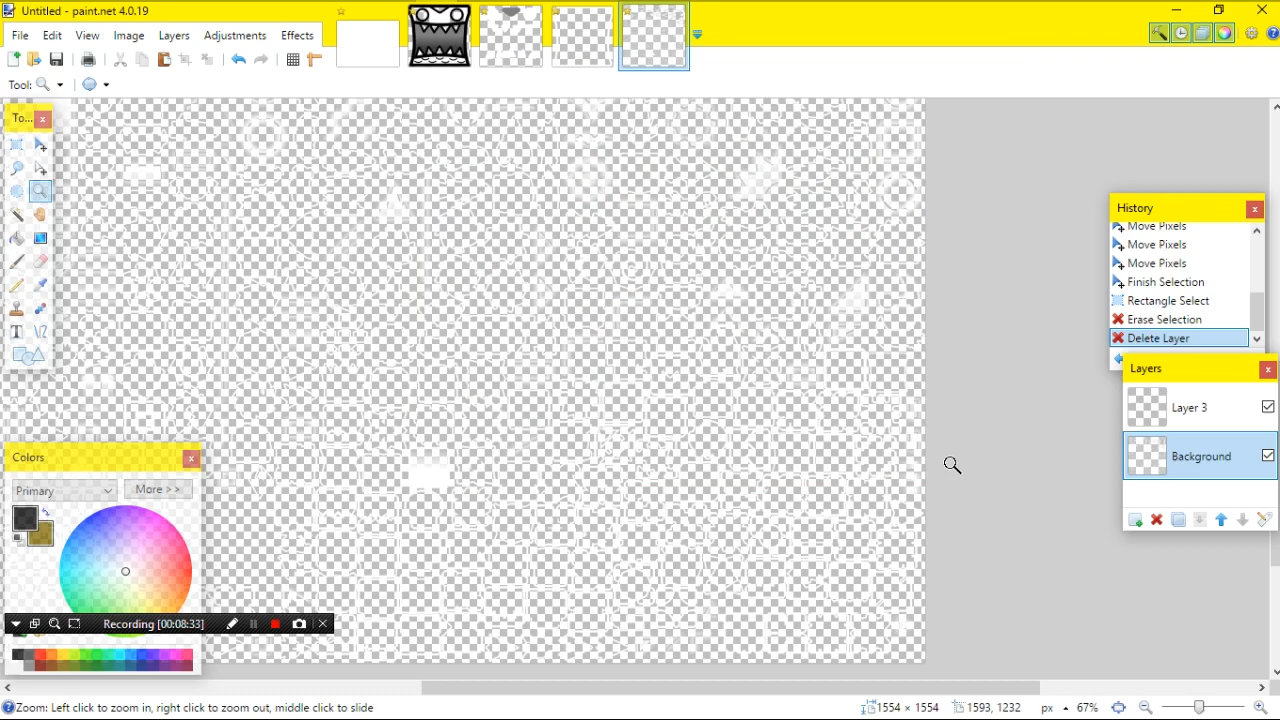 Untitled - paint.net 4.0.19
File Edit View Image Layers Adjustments Effects
Tool:
To...
History
Move Pixels
Move Pixels
Move Pixels
Finish Selection
Rectangle Select
Erase Selection
Delete Layer
Layers
Layer 3
Background
Colors
Primary
More >>
Recording [00:08:33]
Zoom: Left click to zoom in, right click to zoom out, middle click to slide
1554 × 1554
1593, 1232
px
67%